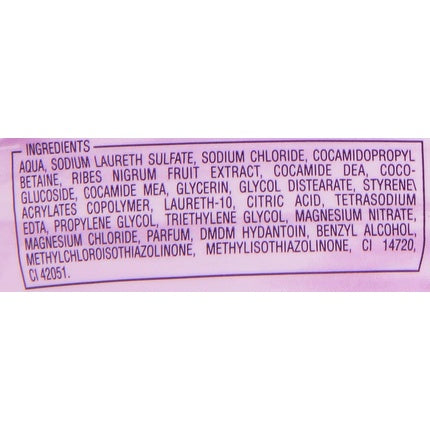 INGREDIENTS
AQUA, SODIUM LAURETH SULFATE, SODIUM CHLORIDE, COCAMIDOPROPYL
BETAINE, RIBES NIGRUM FRUIT EXTRACT, COCAMIDE DEA, COCO-
GLUCOSIDE, COCAMIDE MEA, GLYCERIN, GLYCOL DISTEARATE, STYRENE\
ACRYLATES COPOLYMER, LAURETH-10, CITRIC ACID, TETRASODIUM
EDTA, PROPYLENE GLYCOL, TRIETHYLENE GLYCOL, MAGNESIUM NITRATE,
MAGNESIUM CHLORIDE, PARFUM, DMDM HYDANTOIN, BENZYL ALCOHOL,
METHYLCHLOROISOTHIAZOLINONE, METHYLISOTHIAZOLINONE, CI 14720,
CI 42051.